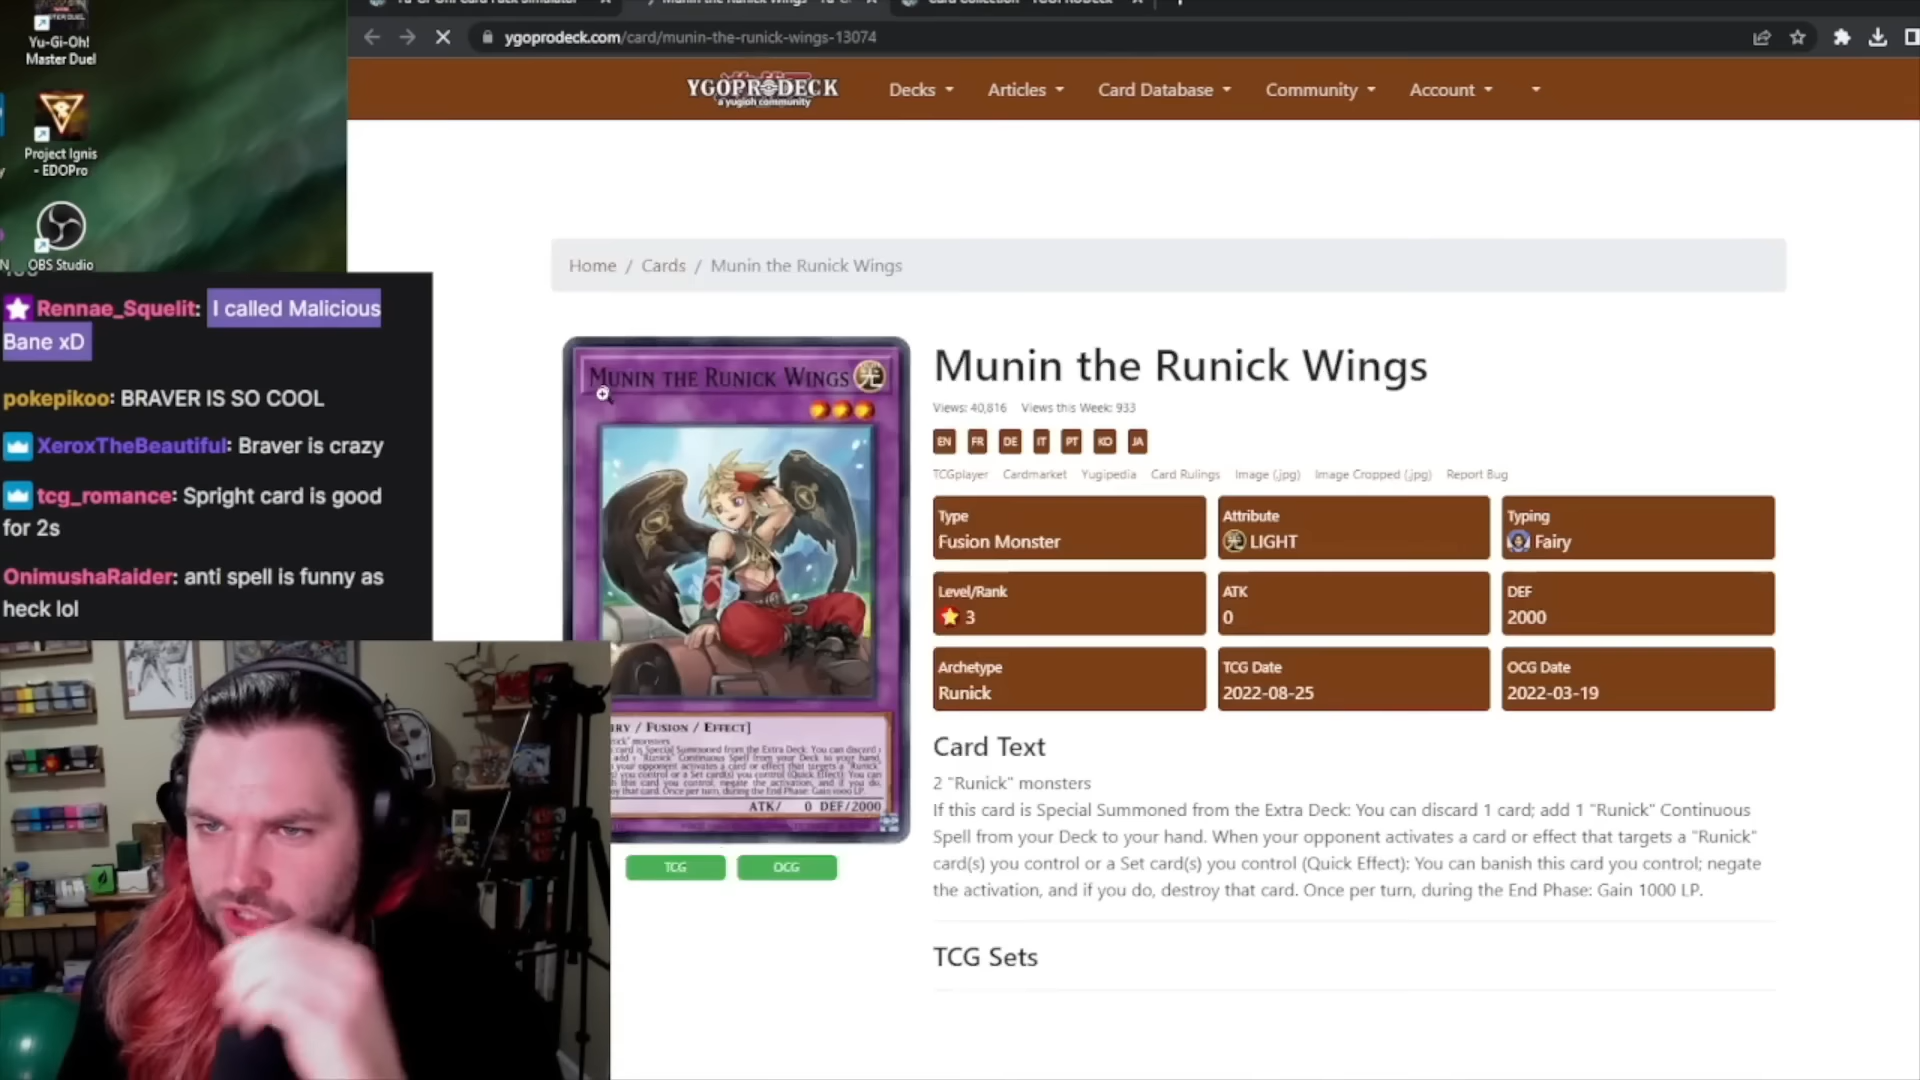 Yu-Gi-Oh!
Master Duel
Project Ignis
- EDOPro
OBS Studio
Rennae_Squelit: I called Malicious
Bane xD
pokepikoo: BRAVER IS SO COOL
XeroxTheBeautiful: Braver is crazy
tcg_romance: Spright card is good
for 2s
OnimushaRaider: anti spell is funny as
heck lol
ygoprodeck.com/card/munin-the-runick-wings-13074
YGOPRODECK
a yugioh community
Decks
Articles
Card Database
Community
Account
Home / Cards / Munin the Runick Wings
MUNIN THE RUNICK WINGS 光
/ FUSION / EFFECT]
ATK/ 0 DEF/2000
TCG
OCG
Munin the Runick Wings
Views: 40,816 Views this Week: 933
EN FR DE IT PT KO JA
TCGplayer Cardmarket Yugipedia Card Rulings Image (.jpg) Image Cropped (.jpg) Report Bug
Type
Fusion Monster
Attribute
光 LIGHT
Typing
Fairy
Level/Rank
3
ATK
0
DEF
2000
Archetype
Runick
TCG Date
2022-08-25
OCG Date
2022-03-19
Card Text
2 "Runick" monsters
If this card is Special Summoned from the Extra Deck: You can discard 1 card; add 1 "Runick" Continuous
Spell from your Deck to your hand. When your opponent activates a card or effect that targets a "Runick"
card(s) you control or a Set card(s) you control (Quick Effect): You can banish this card you control; negate
the activation, and if you do, destroy that card. Once per turn, during the End Phase: Gain 1000 LP.
TCG Sets